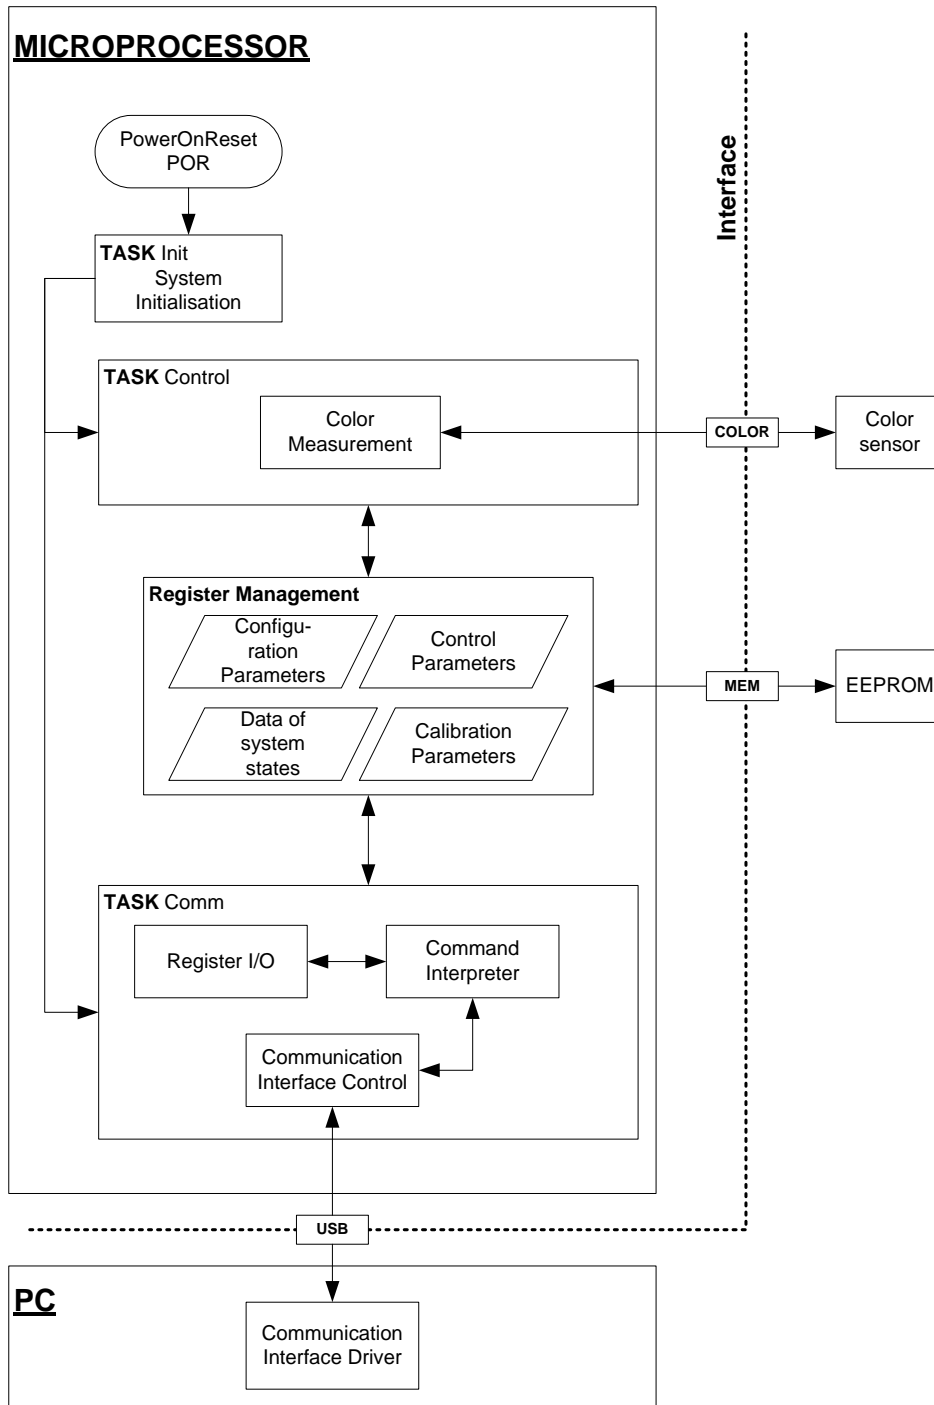 MICROPROCESSOR
PowerOnReset
POR
Interface
TASK Init
System
Initialisation
TASK Control
Color
Measurement
COLOR
Color
sensor
Register Management
Configu-
ration
Parameters
Control
Parameters
MEM
EEPROM
Data of
system
states
Calibration
Parameters
TASK Comm
Register I/O
Command
Interpreter
Communication
Interface Control
USB
PC
Communication
Interface Driver